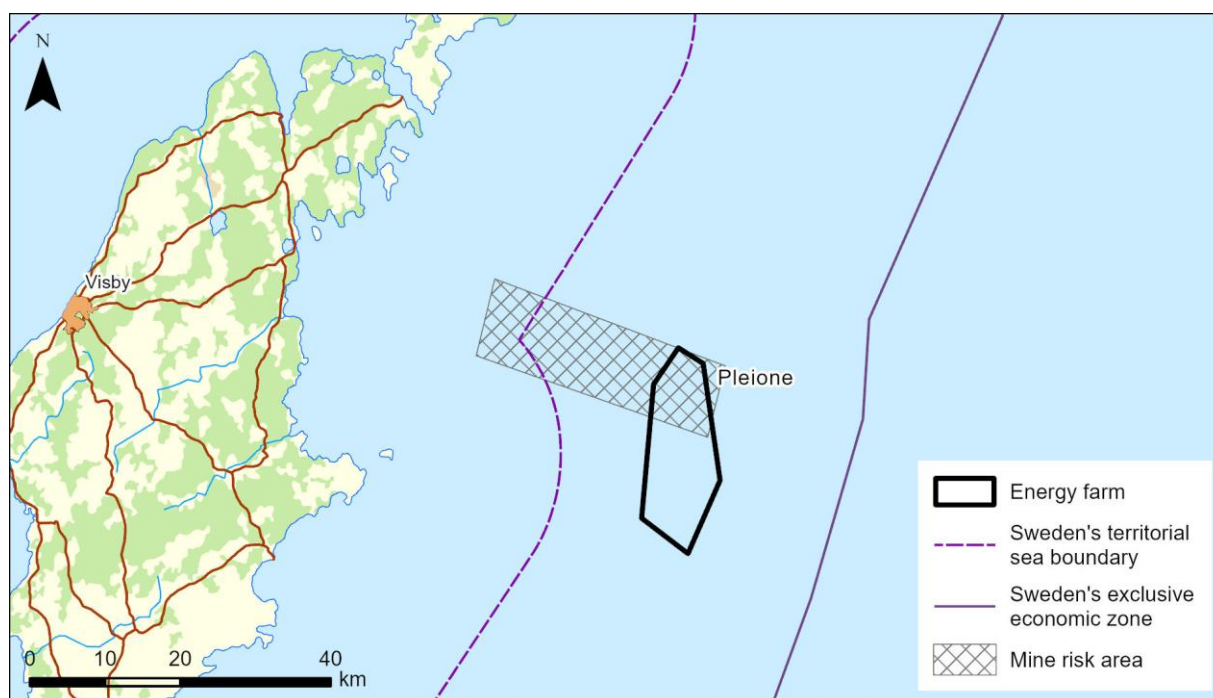 N
Visby
Pleione
Energy farm
Sweden's territorial
sea boundary
Sweden's exclusive
economic zone
Mine risk area
0 10 20 40
km